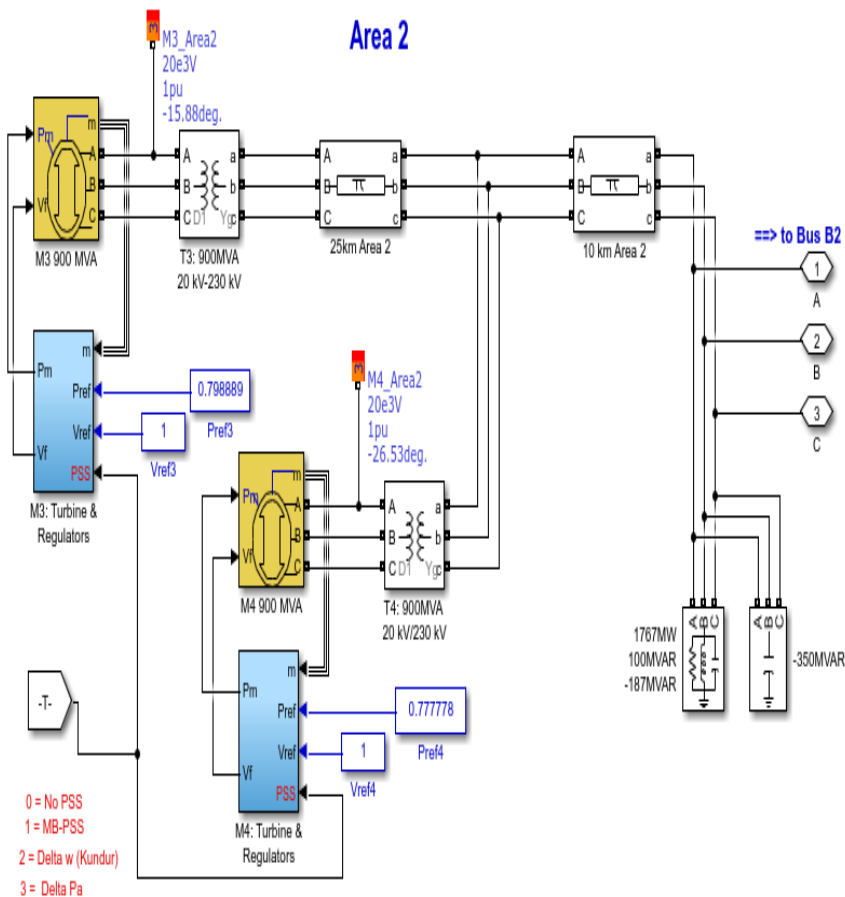 Area 2
M3_Area2
20e3V
1pu
-15.88deg.
3
Pm
m
A
B
C
Vf
M3 900 MVA
A
B
C
a
b
c
D1
Yg
T3: 900MVA
20 kV-230 kV
A
B
C
a
b
c
π
25km Area 2
A
B
C
a
b
c
π
10 km Area 2
==> to Bus B2
1
A
2
B
3
C
m
Pm
Pref
Vref
Vf
PSS
M3: Turbine &
Regulators
0.798889
Pref3
1
Vref3
3
M4_Area2
20e3V
1pu
-26.53deg.
Pm
m
A
B
C
Vf
M4 900 MVA
A
B
C
a
b
c
D1
Yg
T4: 900MVA
20 kV/230 kV
m
Pm
Pref
Vref
Vf
PSS
M4: Turbine &
Regulators
0.777778
Pref4
1
Vref4
A
B
C
1767MW
100MVAR
-187MVAR
A
B
C
-350MVAR
-T-
0 = No PSS
1 = MB-PSS
2 = Delta w (Kundur)
3 = Delta Pa